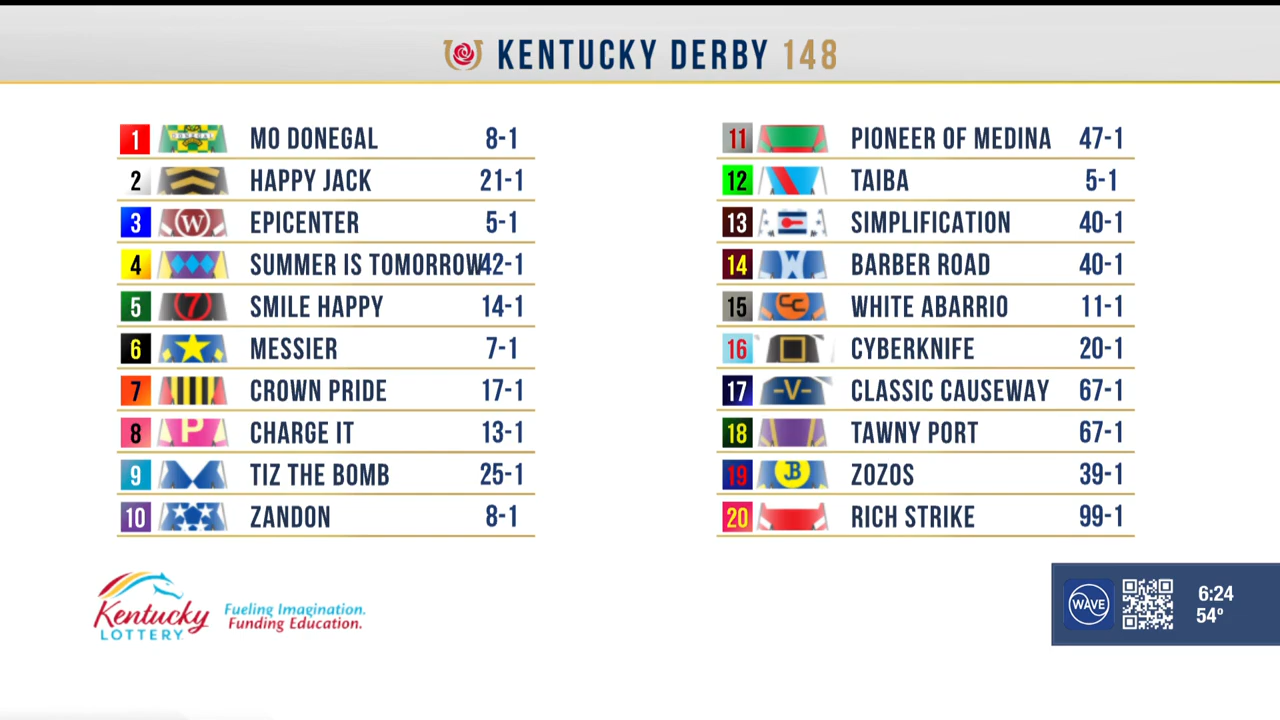 KENTUCKY DERBY 148
1 MO DONEGAL 8-1
2 HAPPY JACK 21-1
3 W EPICENTER 5-1
4 SUMMER IS TOMORROW 42-1
5 7 SMILE HAPPY 14-1
6 MESSIER 7-1
7 CROWN PRIDE 17-1
8 P CHARGE IT 13-1
9 TIZ THE BOMB 25-1
10 ZANDON 8-1
11 PIONEER OF MEDINA 47-1
12 TAIBA 5-1
13 SIMPLIFICATION 40-1
14 W BARBER ROAD 40-1
15 CC WHITE ABARRIO 11-1
16 CYBERKNIFE 20-1
17 -V- CLASSIC CAUSEWAY 67-1
18 TAWNY PORT 67-1
19 JB ZOZOS 39-1
20 RICH STRIKE 99-1
Kentucky
LOTTERY
Fueling Imagination.
Funding Education.
WAVE
6:24
54°